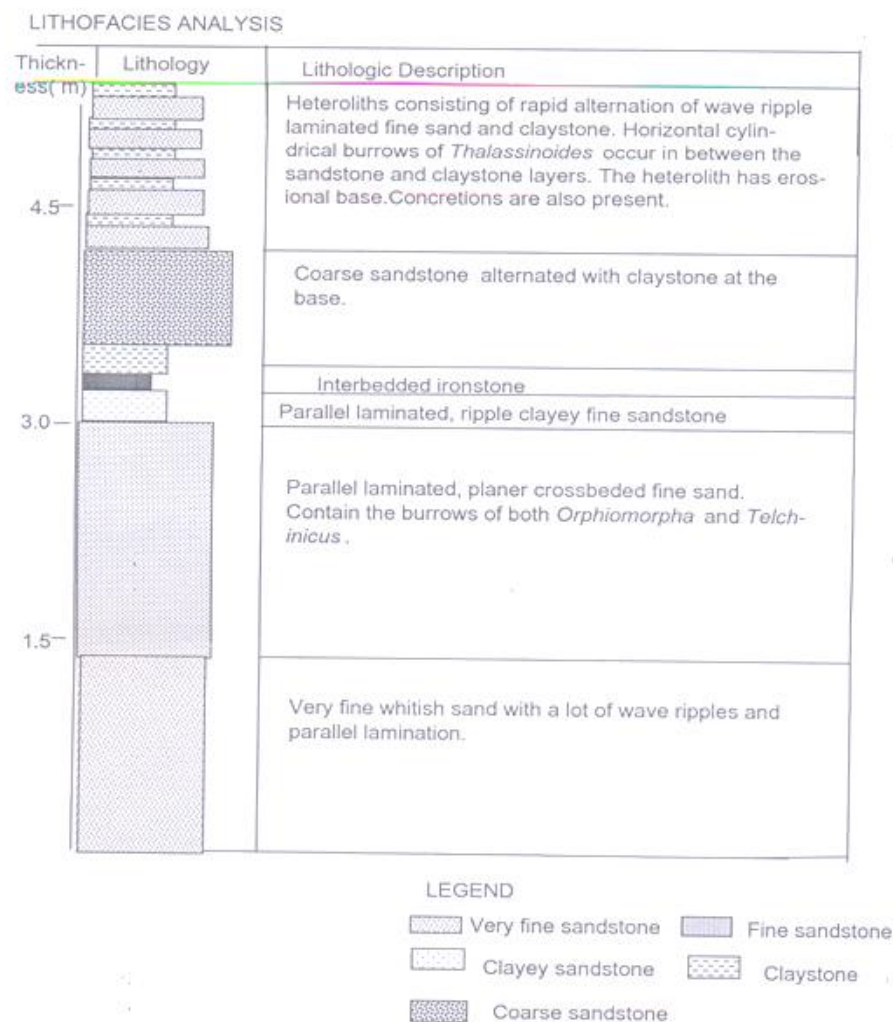 LITHOFACIES ANALYSIS
Thickn-
ess( m)
Lithology
Lithologic Description
Heteroliths consisting of rapid alternation of wave ripple
laminated fine sand and claystone. Horizontal cylin-
drical burrows of Thalassinoides occur in between the
sandstone and claystone layers. The heterolith has eros-
ional base.Concretions are also present.
4.5
Coarse sandstone alternated with claystone at the
base.
Interbedded ironstone
3.0
Parallel laminated, ripple clayey fine sandstone
Parallel laminated, planer crossbeded fine sand.
Contain the burrows of both Orphiomorpha and Telch-
inicus .
1.5
Very fine whitish sand with a lot of wave ripples and
parallel lamination.
LEGEND
Very fine sandstone
Fine sandstone
Clayey sandstone
Claystone
Coarse sandstone